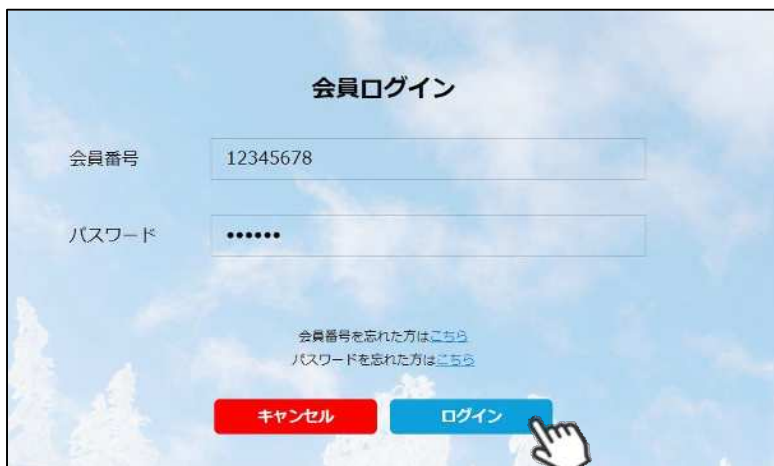 会員ログイン
会員番号 12345678
パスワード ••••••
会員番号を忘れた方はこちら
パスワードを忘れた方はこちら
キャンセル ログイン